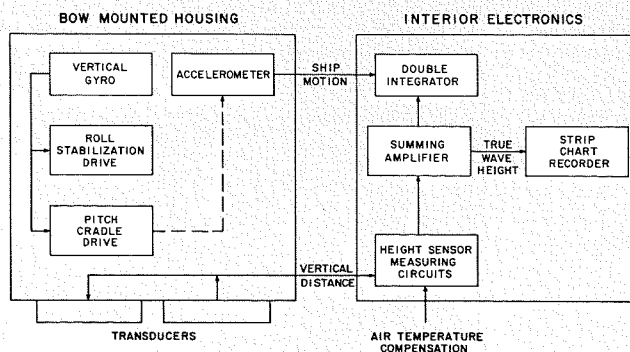 BOW MOUNTED HOUSING
INTERIOR ELECTRONICS
VERTICAL
GYRO
ACCELEROMETER
SHIP
MOTION
DOUBLE
INTEGRATOR
ROLL
STABILIZATION
DRIVE
SUMMING
AMPLIFIER
TRUE
WAVE
HEIGHT
STRIP
CHART
RECORDER
PITCH
CRADLE
DRIVE
VERTICAL
DISTANCE
HEIGHT SENSOR
MEASURING
CIRCUITS
TRANSDUCERS
AIR TEMPERATURE
COMPENSATION